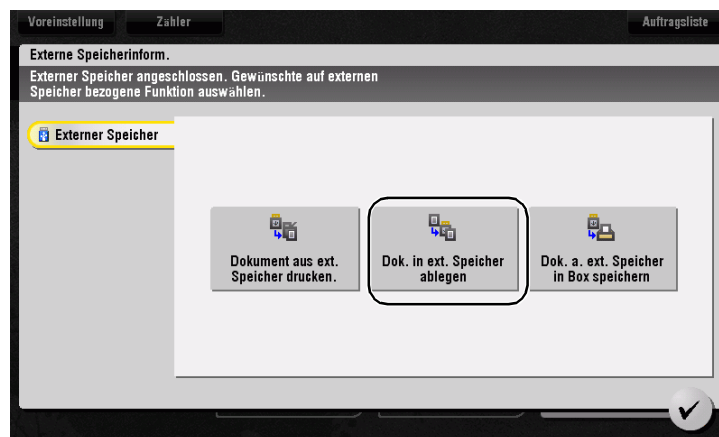 Voreinstellung Zähler Auftragsliste
Externe Speicherinform.
Externer Speicher angeschlossen. Gewünschte auf externen
Speicher bezogene Funktion auswählen.
Externer Speicher
Dokument aus ext.
Speicher drucken.
Dok. in ext. Speicher
ablegen
Dok. a. ext. Speicher
in Box speichern